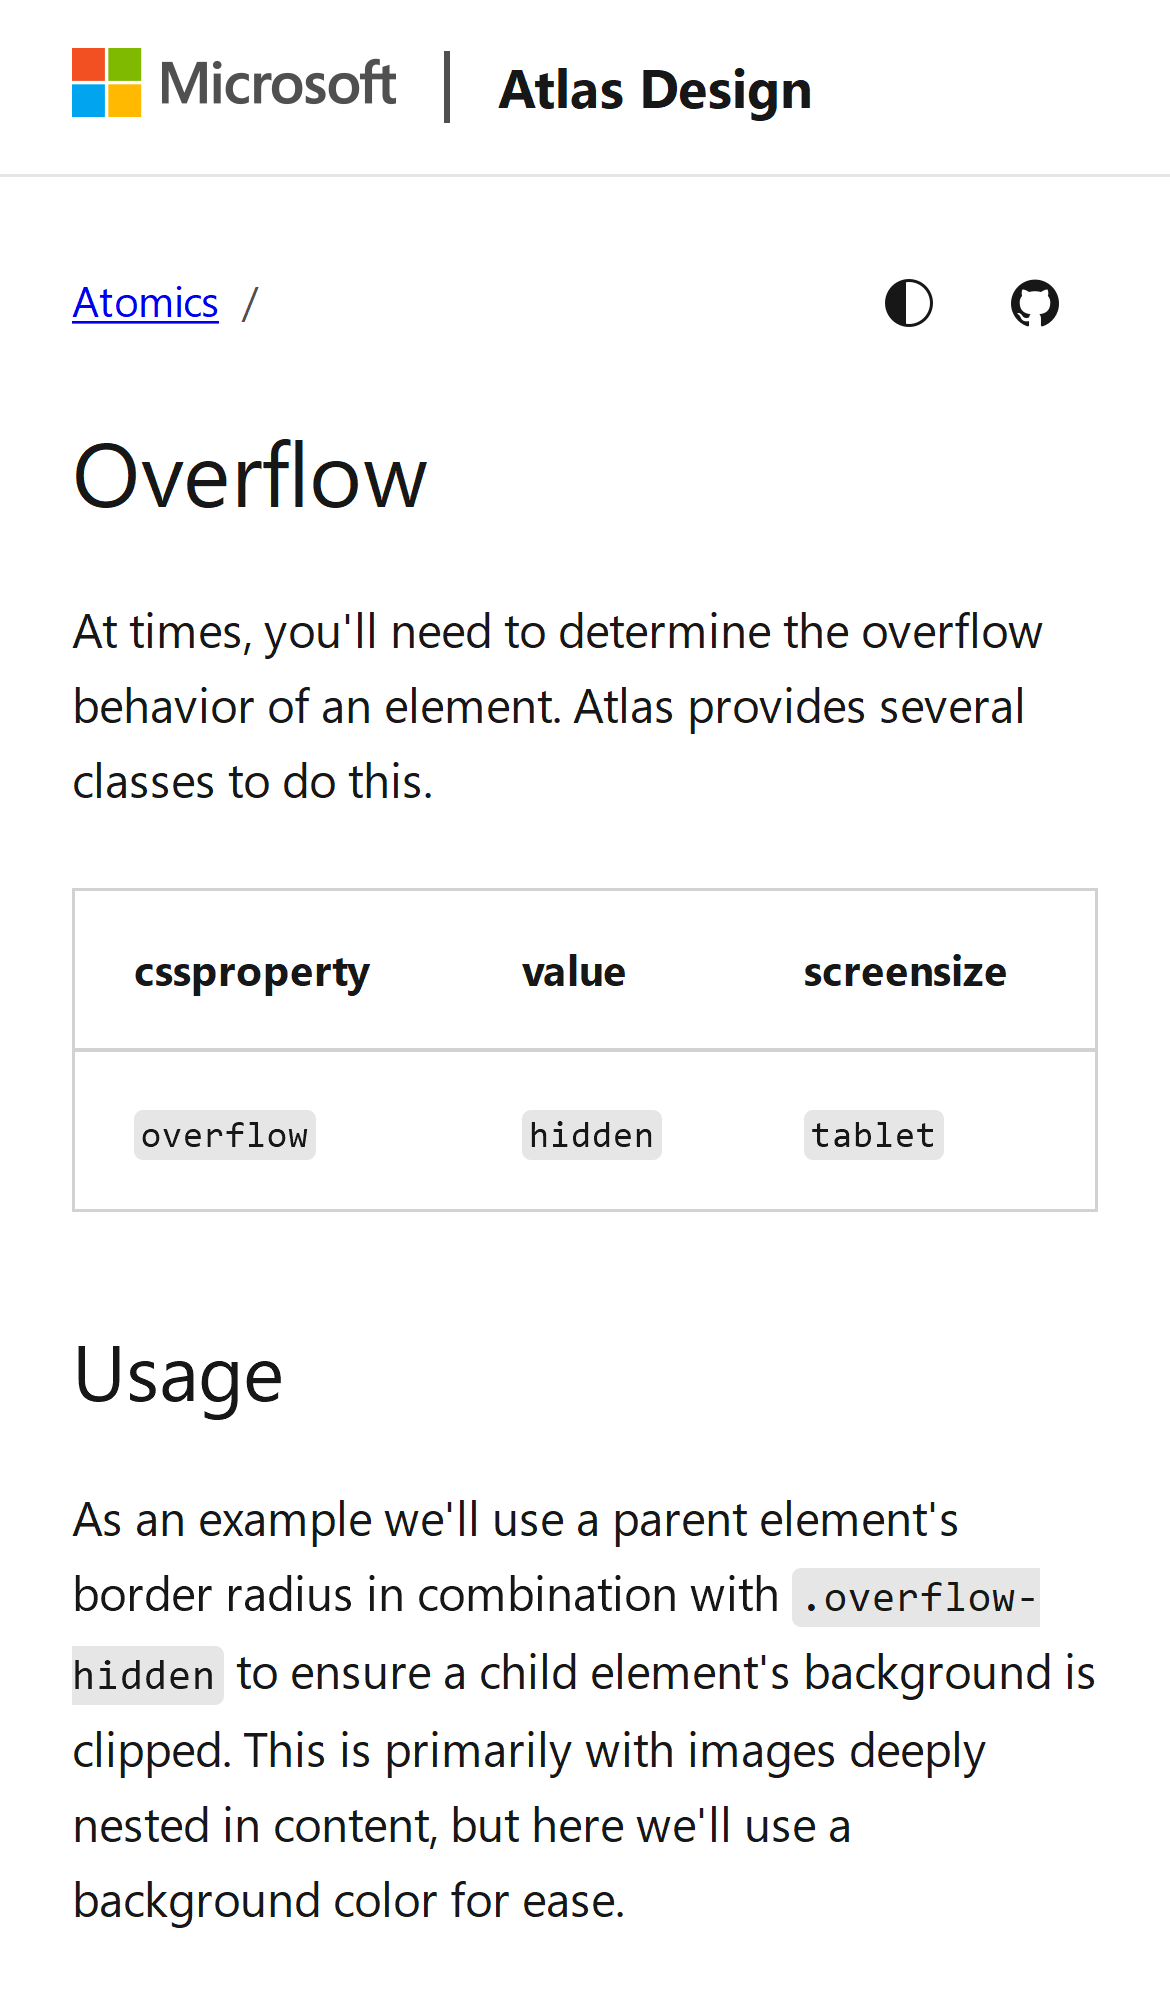 Microsoft | Atlas Design
Atomics /
Overflow
At times, you'll need to determine the overflow
behavior of an element. Atlas provides several
classes to do this.
cssproperty value screensize
overflow hidden tablet
Usage
As an example we'll use a parent element's
border radius in combination with .overflow-
hidden to ensure a child element's background is
clipped. This is primarily with images deeply
nested in content, but here we'll use a
background color for ease.